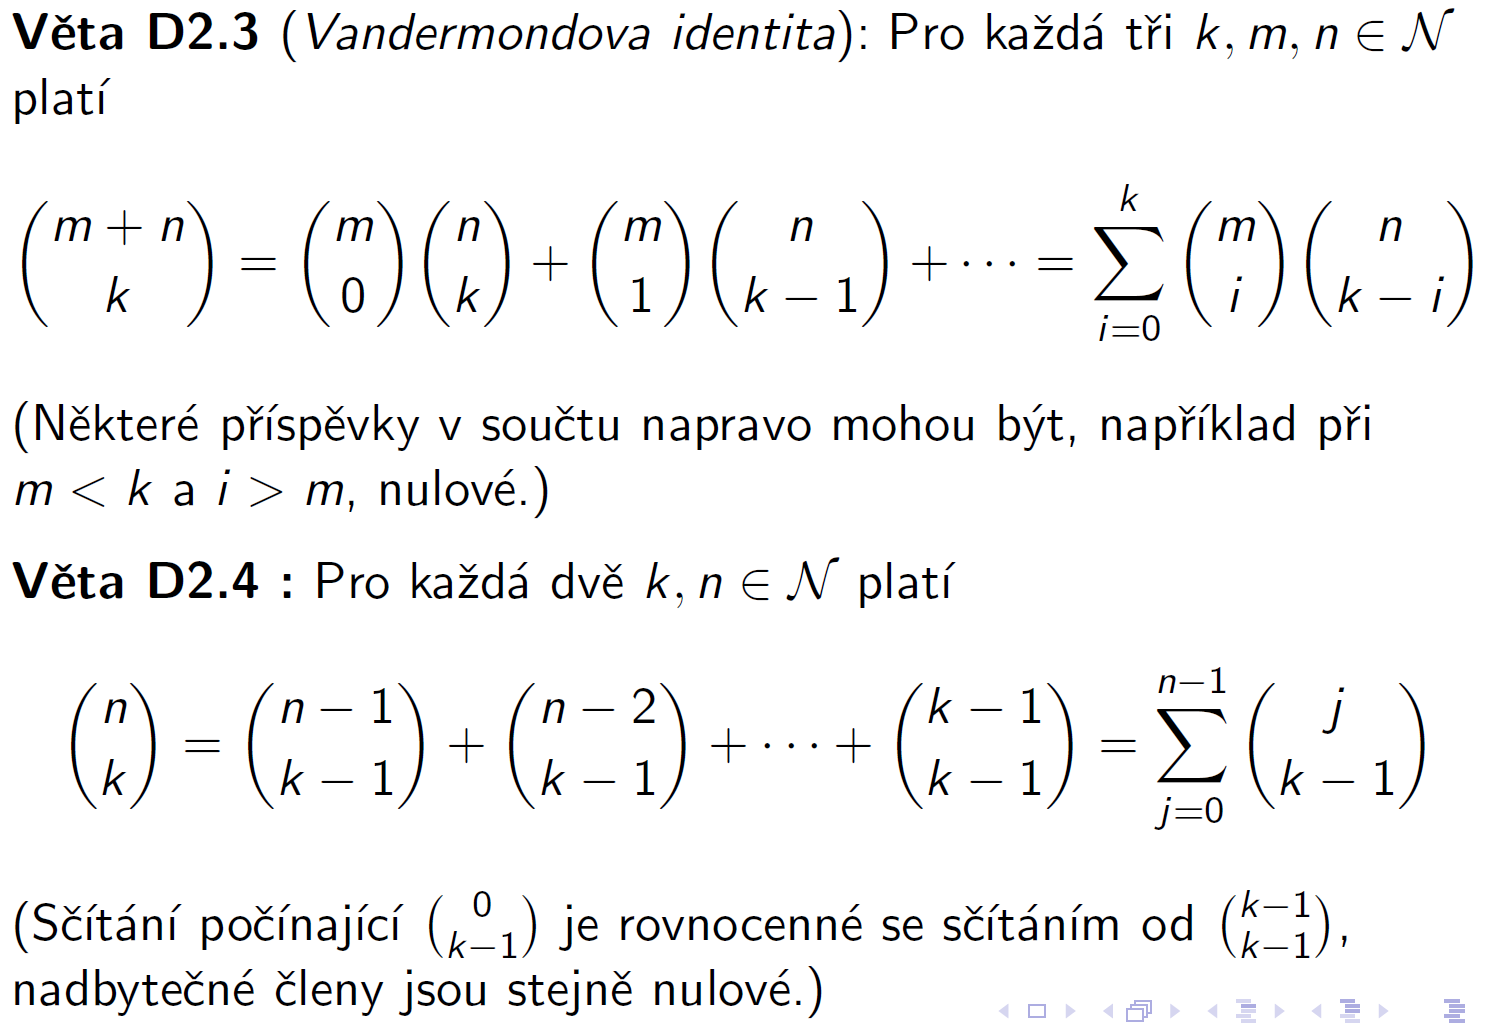 Věta D2.3 (Vandermondova identita): Pro každá tři $k, m, n \in \mathcal{N}$
platí
$\binom{m+n}{k} = \binom{m}{0}\binom{n}{k} + \binom{m}{1}\binom{n}{k-1} + \cdots = \sum_{i=0}^{k} \binom{m}{i}\binom{n}{k-i}$
(Některé příspěvky v součtu napravo mohou být, například při
$m < k$ a $i > m$, nulové.)
Věta D2.4 : Pro každá dvě $k, n \in \mathcal{N}$ platí
$\binom{n}{k} = \binom{n-1}{k-1} + \binom{n-2}{k-1} + \cdots + \binom{k-1}{k-1} = \sum_{j=0}^{n-1} \binom{j}{k-1}$
(Sčítání počínající $\binom{0}{k-1}$ je rovnocenné se sčítáním od $\binom{k-1}{k-1}$,
nadbytečné členy jsou stejně nulové.)